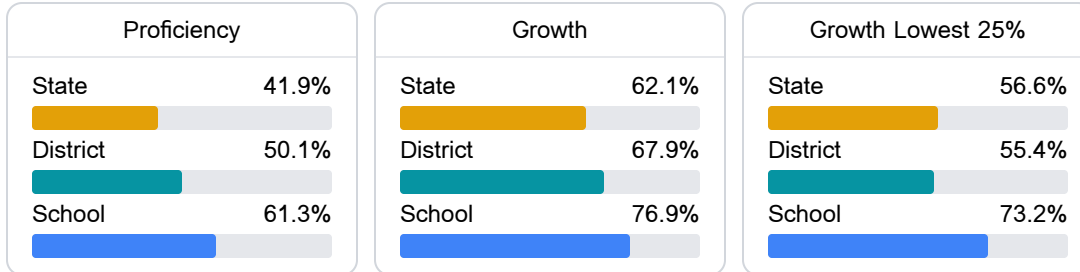 Proficiency
State 41.9%
District 50.1%
School 61.3%
Growth
State 62.1%
District 67.9%
School 76.9%
Growth Lowest 25%
State 56.6%
District 55.4%
School 73.2%